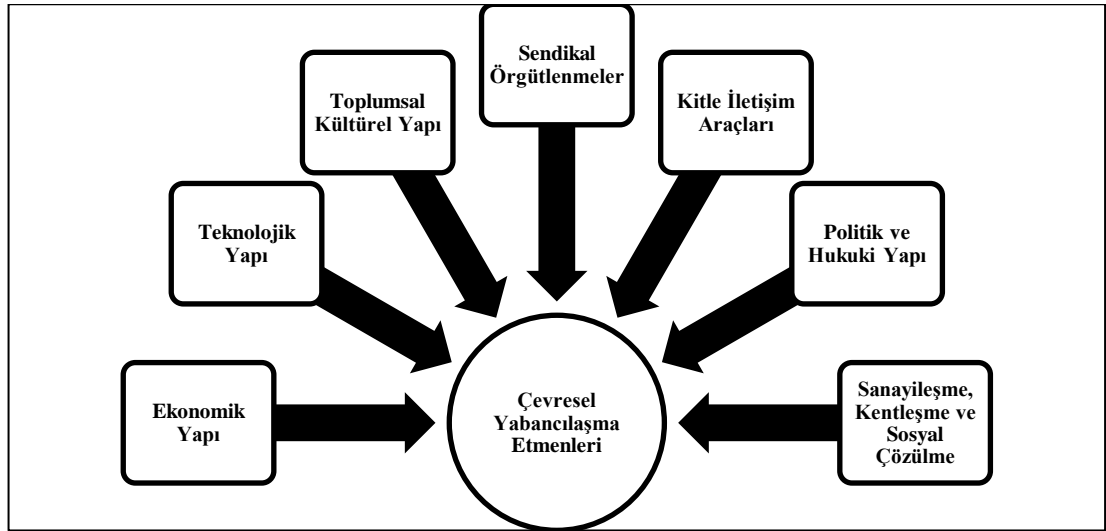 Sendikal
Örgütlenmeler
Toplumsal
Kültürel Yapı
Kitle İletişim
Araçları
Teknolojik
Yapı
Politik ve
Hukuki Yapı
Ekonomik
Yapı
Çevresel
Yabancılaşma
Etmenleri
Sanayileşme,
Kentleşme ve
Sosyal
Çözülme